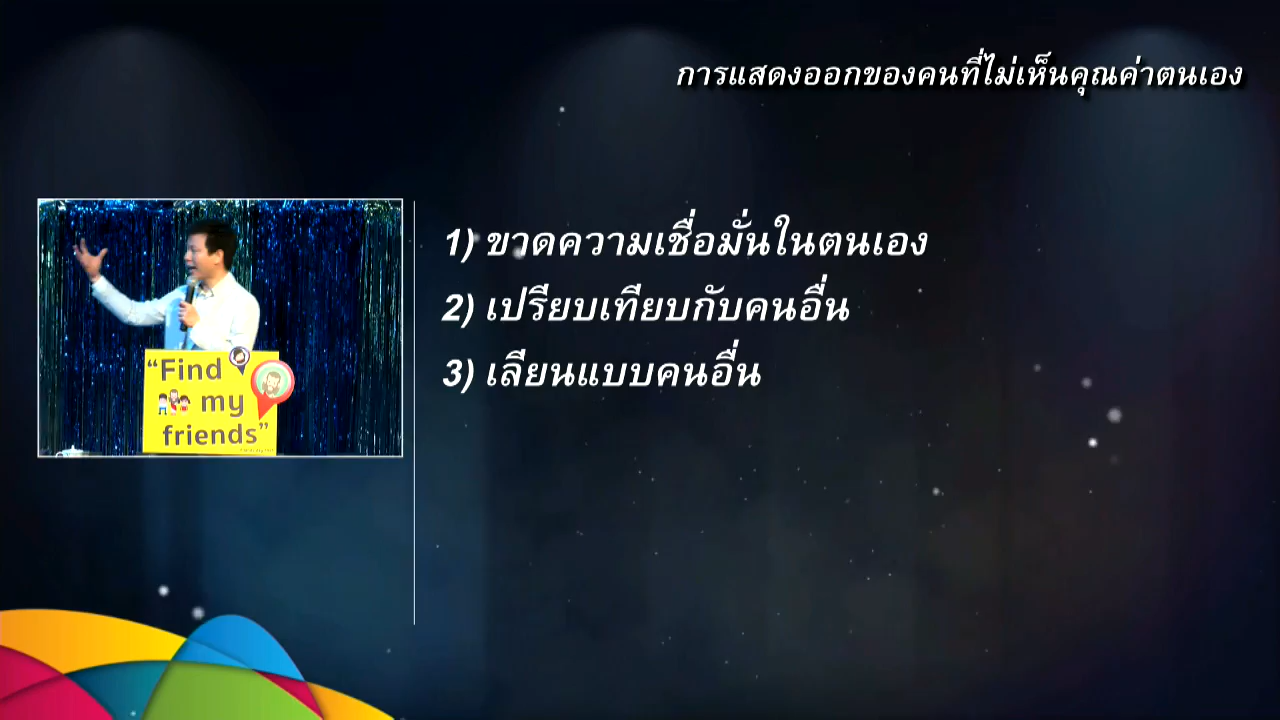 การแสดงออกของคนที่ไม่เห็นคุณค่าตนเอง
1) ขาดความเชื่อมั่นในตนเอง
2) เปรียบเทียบกับคนอื่น
3) เลียนแบบคนอื่น
“Find
my
friends”